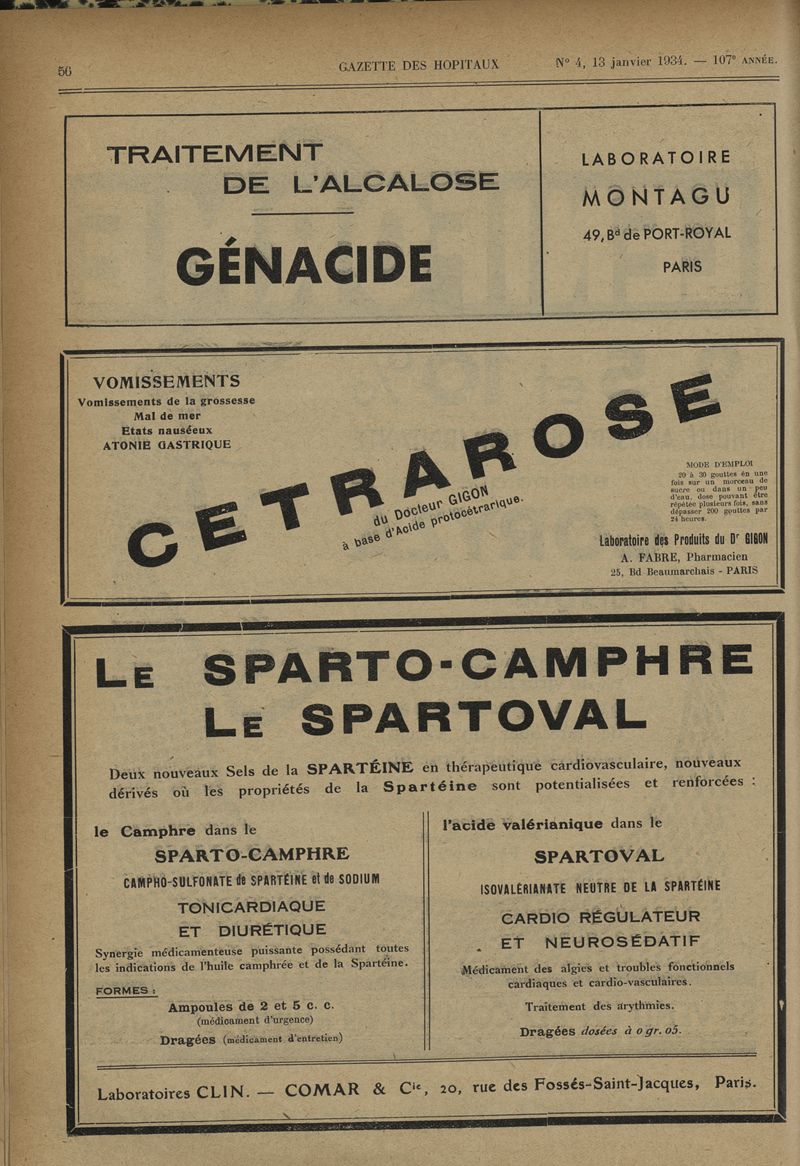 56
GAZETTE DES HOPITAUX
N° 4, 13 janvier 1934. — 107e ANNÉE.
TRAITEMENT
DE L'ALCALOSE
GÉNACIDE
LABORATOIRE
MONTAGU
49, Bd de PORT-ROYAL
PARIS
VOMISSEMENTS
Vomissements de la grossesse
Mal de mer
Etats nauséeux
ATONIE GASTRIQUE
CETRAROSE
du Docteur GIGON
à base d'Acide protocétrarique.
MODE D'EMPLOI
20 à 30 gouttes en une
fois sur un morceau de
sucre ou dans un peu
d'eau, dose pouvant être
répétée plusieurs fois, sans
dépasser 200 gouttes par
24 heures.
Laboratoire des Produits du Dr GIGON
A. FABRE, Pharmacien
25, Bd Beaumarchais - PARIS
LE SPARTO-CAMPHRE
LE SPARTOVAL
Deux nouveaux Sels de la SPARTÉINE en thérapeutique cardiovasculaire, nouveaux
dérivés où les propriétés de la Spartéine sont potentialisées et renforcées :
le Camphre dans le
SPARTO-CAMPHRE
CAMPHO-SULFONATE de SPARTÉINE et de SODIUM
TONICARDIAQUE
ET DIURÉTIQUE
Synergie médicamenteuse puissante possédant toutes
les indications de l'huile camphrée et de la Spartéine.
FORMES :
Ampoules de 2 et 5 c. c.
(médicament d'urgence)
Dragées (médicament d'entretien)
l'acide valérianique dans le
SPARTOVAL
ISOVALÉRIANATE NEUTRE DE LA SPARTÉINE
CARDIO RÉGULATEUR
ET NEUROSÉDATIF
Médicament des algies et troubles fonctionnels
cardiaques et cardio-vasculaires.
Traitement des arythmies.
Dragées dosées à 0 gr. 05.
Laboratoires CLIN. — COMAR & Cie, 20, rue des Fossés-Saint-Jacques, Paris.